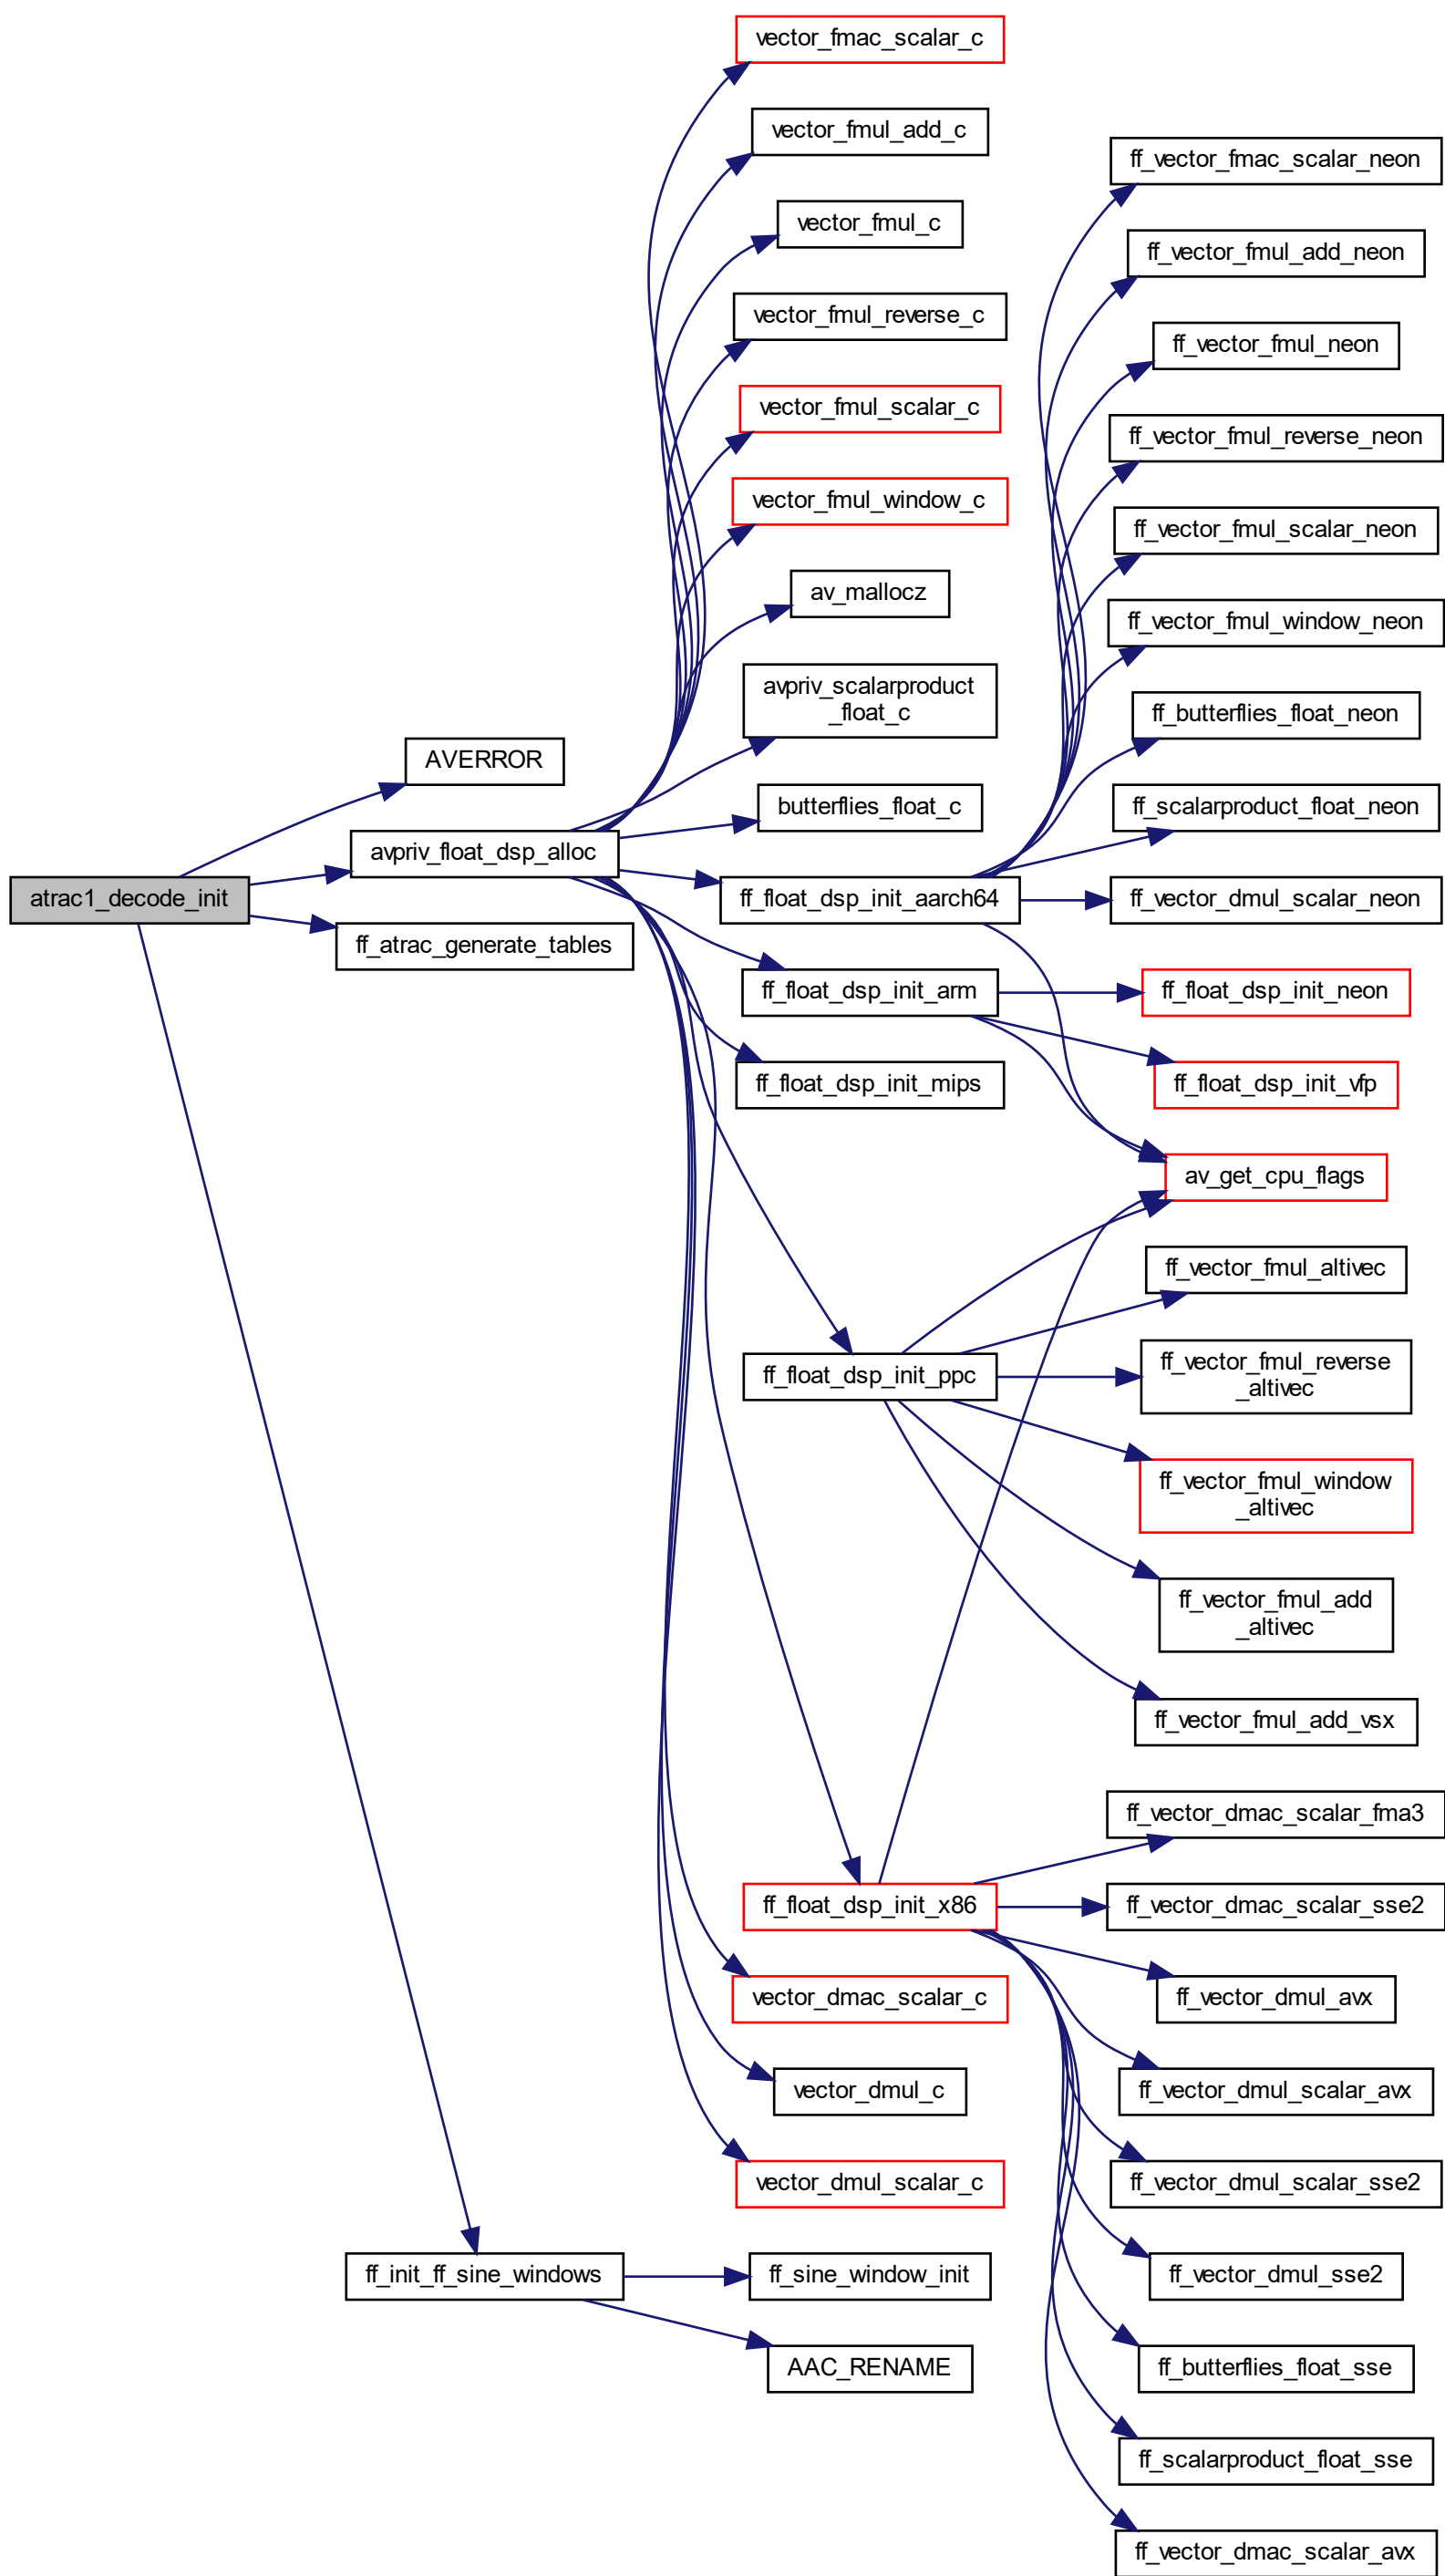 vector_fmac_scalar_c
vector_fmul_add_c
ff_vector_fmac_scalar_neon
vector_fmul_c
ff_vector_fmul_add_neon
vector_fmul_reverse_c
ff_vector_fmul_neon
vector_fmul_scalar_c
ff_vector_fmul_reverse_neon
vector_fmul_window_c
ff_vector_fmul_scalar_neon
av_mallocz
ff_vector_fmul_window_neon
avpriv_scalarproduct
_float_c
ff_butterflies_float_neon
AVERROR
butterflies_float_c
ff_scalarproduct_float_neon
avpriv_float_dsp_alloc
atrac1_decode_init
ff_float_dsp_init_aarch64
ff_vector_dmul_scalar_neon
ff_atrac_generate_tables
ff_float_dsp_init_arm
ff_float_dsp_init_neon
ff_float_dsp_init_mips
ff_float_dsp_init_vfp
av_get_cpu_flags
ff_vector_fmul_altivec
ff_float_dsp_init_ppc
ff_vector_fmul_reverse
_altivec
ff_vector_fmul_window
_altivec
ff_vector_fmul_add
_altivec
ff_vector_fmul_add_vsx
ff_vector_dmac_scalar_fma3
ff_float_dsp_init_x86
ff_vector_dmac_scalar_sse2
vector_dmac_scalar_c
ff_vector_dmul_avx
vector_dmul_c
ff_vector_dmul_scalar_avx
vector_dmul_scalar_c
ff_vector_dmul_scalar_sse2
ff_init_ff_sine_windows
ff_sine_window_init
ff_vector_dmul_sse2
AAC_RENAME
ff_butterflies_float_sse
ff_scalarproduct_float_sse
ff_vector_dmac_scalar_avx